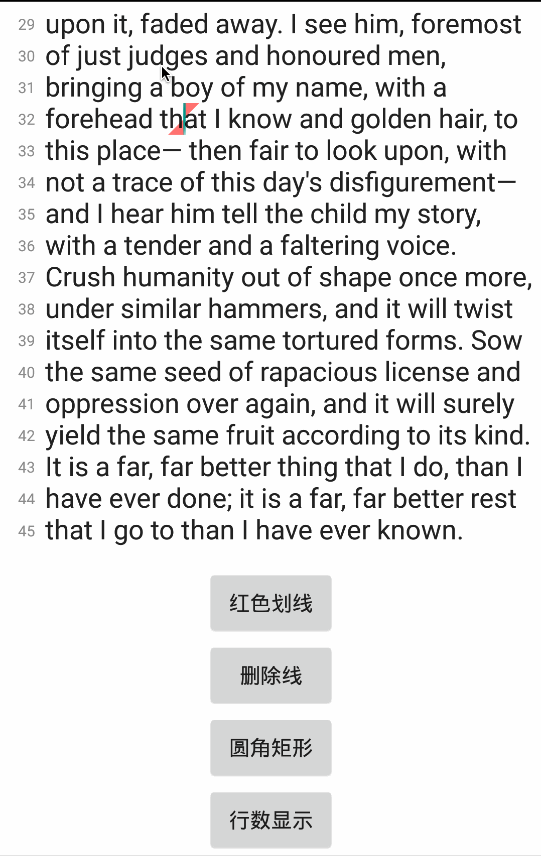 29 upon it, faded away. I see him, foremost
30 of just judges and honoured men,
31 bringing a boy of my name, with a
32 forehead that I know and golden hair, to
33 this place— then fair to look upon, with
34 not a trace of this day's disfigurement—
35 and I hear him tell the child my story,
36 with a tender and a faltering voice.
37 Crush humanity out of shape once more,
38 under similar hammers, and it will twist
39 itself into the same tortured forms. Sow
40 the same seed of rapacious license and
41 oppression over again, and it will surely
42 yield the same fruit according to its kind.
43 It is a far, far better thing that I do, than I
44 have ever done; it is a far, far better rest
45 that I go to than I have ever known.
红色划线
删除线
圆角矩形
行数显示